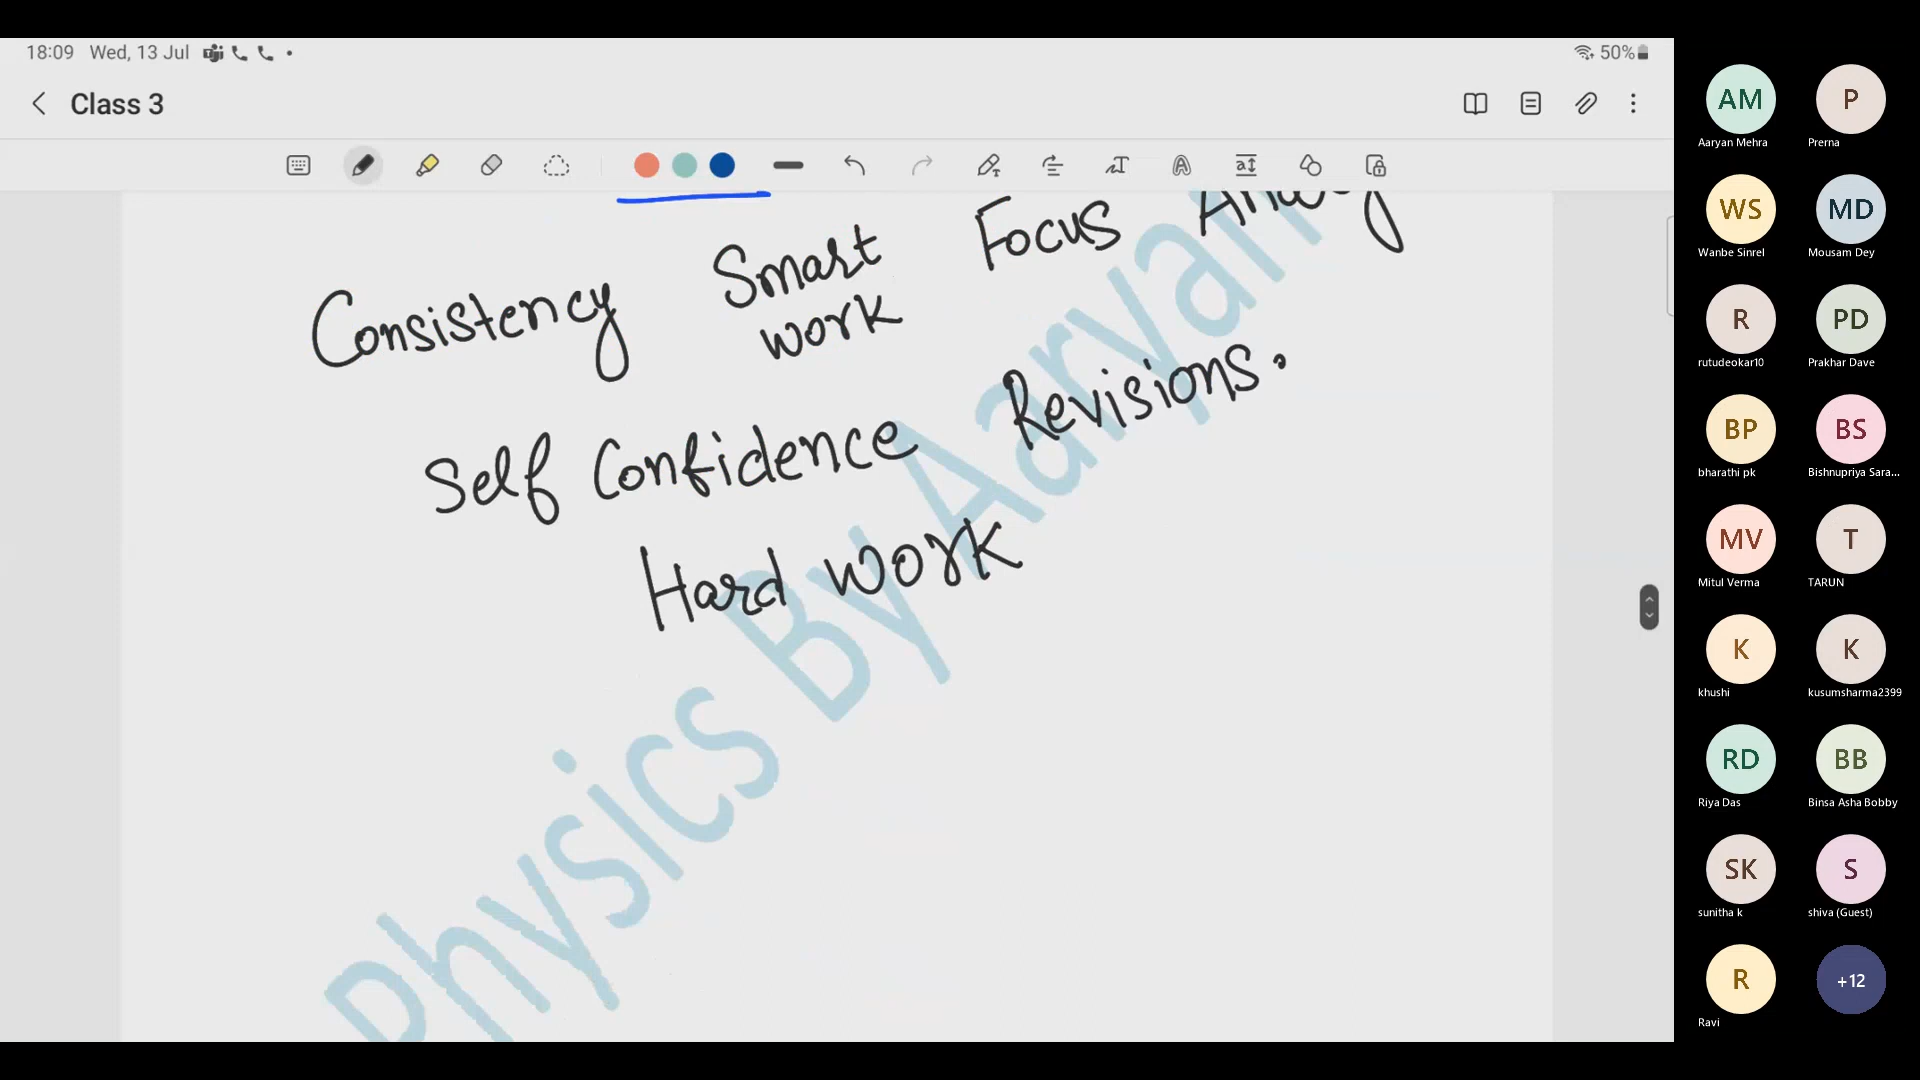 18:09 Wed, 13 Jul
50%
Class 3
Focus
Smart
work
Consistency
Revisions.
Self Confidence
Hard work
Physics By Aaryan
AM
Aaryan Mehra
P
Prerna
WS
Wanbe Sinrel
MD
Mousam Dey
R
rutudeokar10
PD
Prakhar Dave
BP
bharathi pk
BS
Bishnupriya Sara...
MV
Mitul Verma
T
TARUN
K
khushi
K
kusumsharma2399
RD
Riya Das
BB
Binsa Asha Bobby
SK
sunitha k
S
shiva (Guest)
R
Ravi
+12